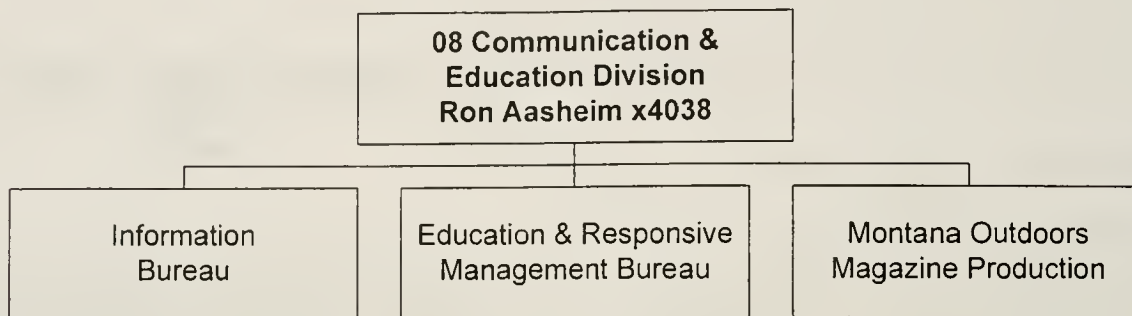 08 Communication &
Education Division
Ron Aasheim x4038
Information
Bureau
Education & Responsive
Management Bureau
Montana Outdoors
Magazine Production